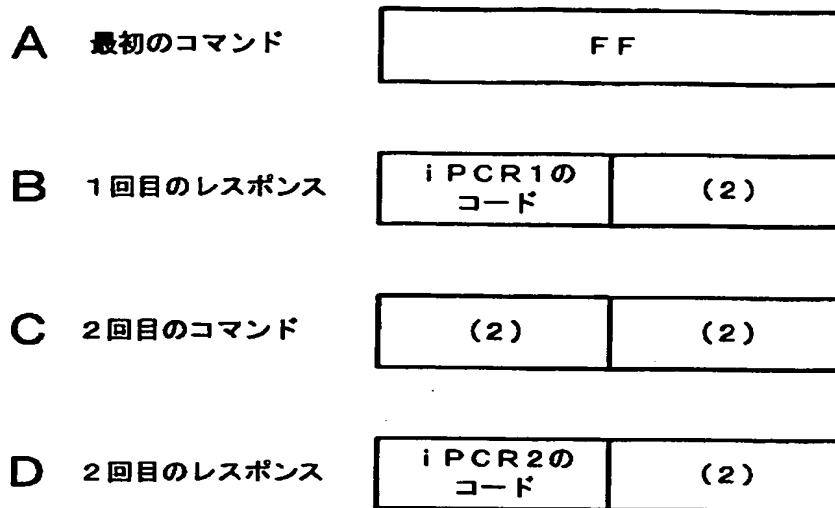 A 最初のコマンド FF
B 1回目のレスポンス iPCR1の
コード (2)
C 2回目のコマンド (2) (2)
D 2回目のレスポンス iPCR2の
コード (2)